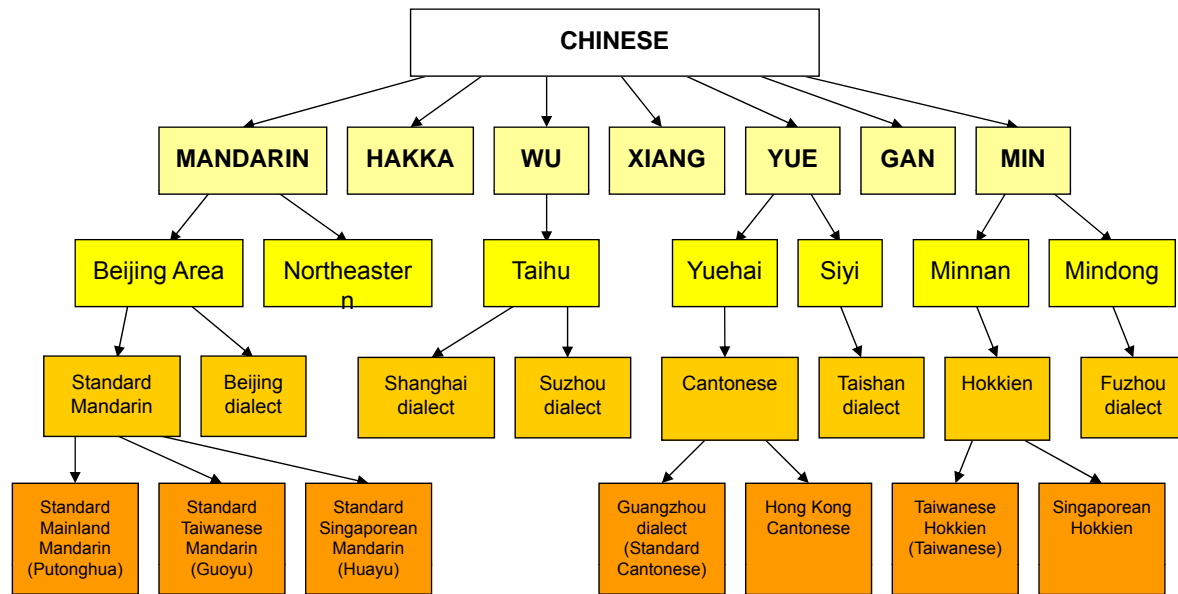 CHINESE
MANDARIN
HAKKA
WU
XIANG
YUE
GAN
MIN
Beijing Area
Northeaster
n
Taihu
Yuehai
Siyi
Minnan
Mindong
Standard
Mandarin
Beijing
dialect
Shanghai
dialect
Suzhou
dialect
Cantonese
Taishan
dialect
Hokkien
Fuzhou
dialect
Standard
Mainland
Mandarin
(Putonghua)
Standard
Taiwanese
Mandarin
(Guoyu)
Standard
Singaporean
Mandarin
(Huayu)
Guangzhou
dialect
(Standard
Cantonese)
Hong Kong
Cantonese
Taiwanese
Hokkien
(Taiwanese)
Singaporean
Hokkien